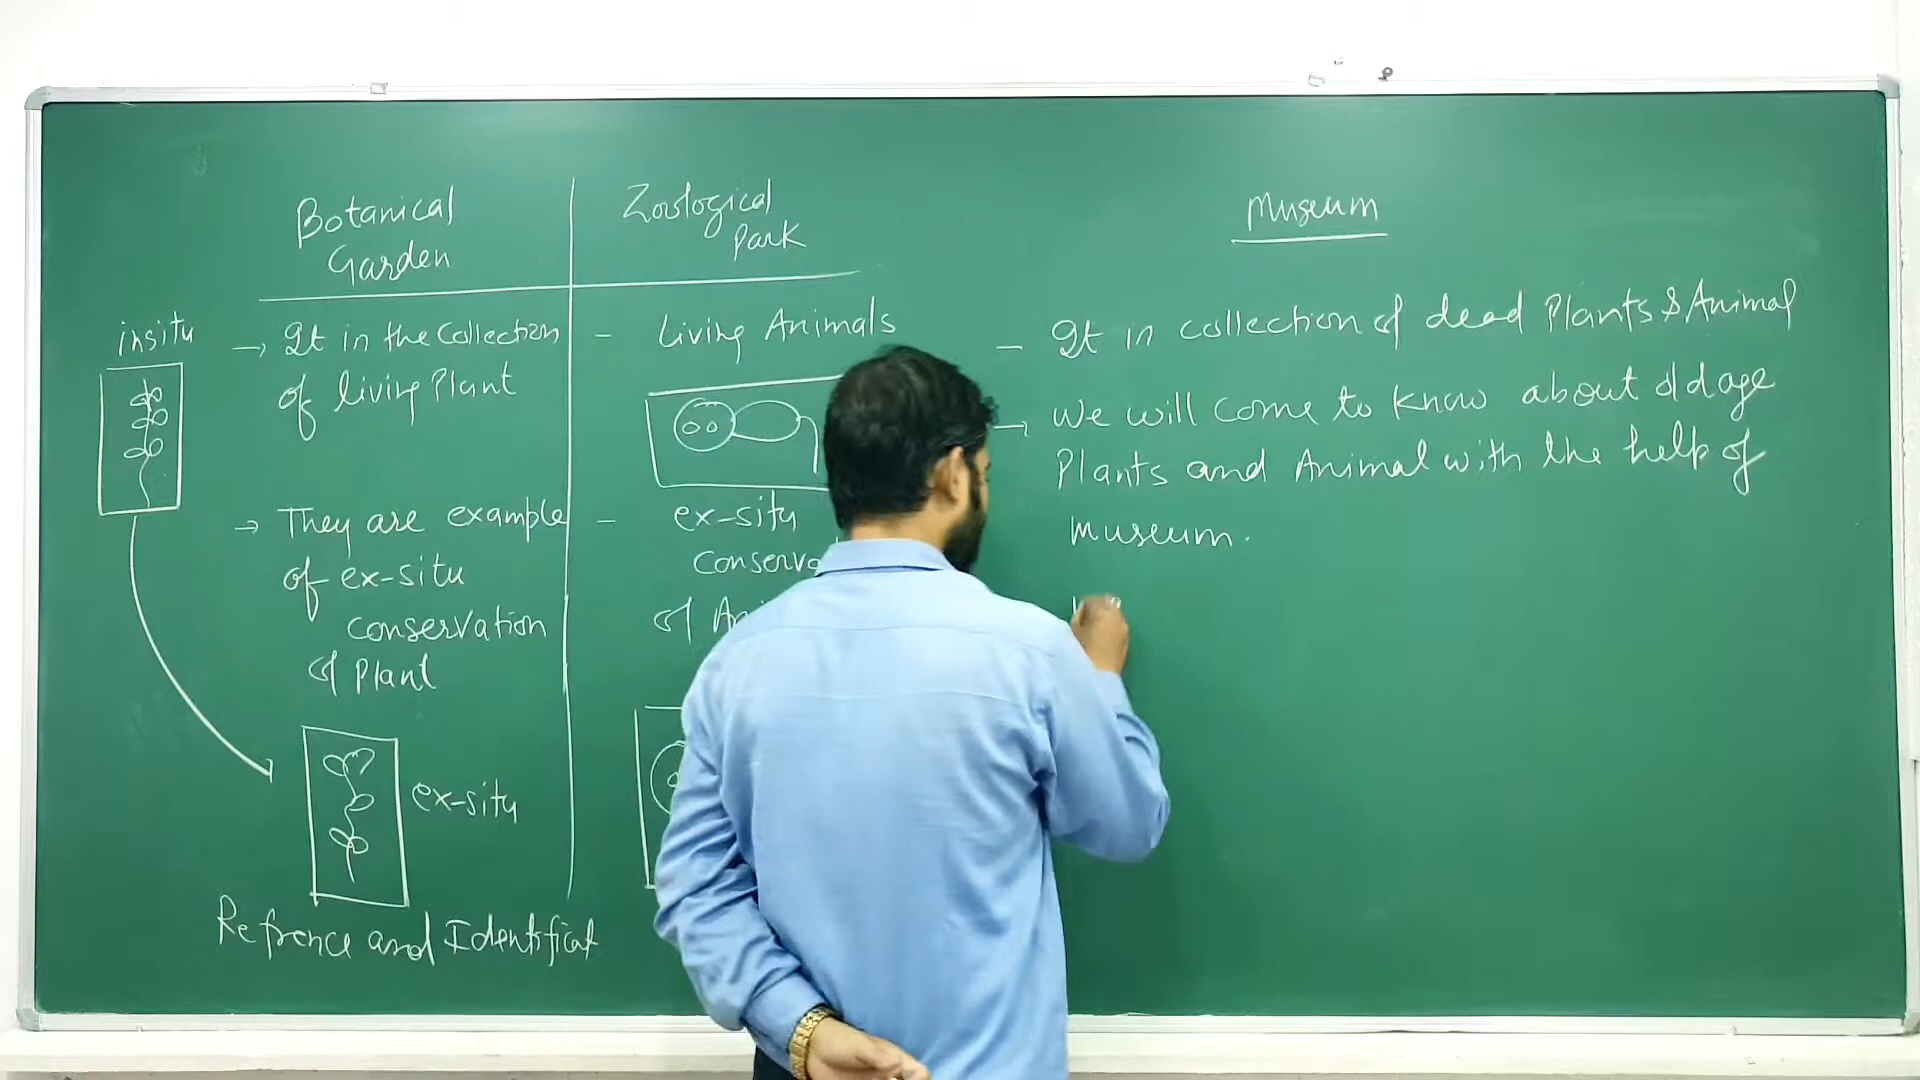 Botanical
Garden
insitu
→ It in the collection
of living Plant
→ They are example
of ex-situ
conservation
of Plant
ex-situ
Refrence and Identificat
Zoological
Park
- Living Animals
- ex-situ
of
Museum
- It in collection of dead Plants & Animal
→ We will come to know about old age
Plants and Animal with the help of
museum.